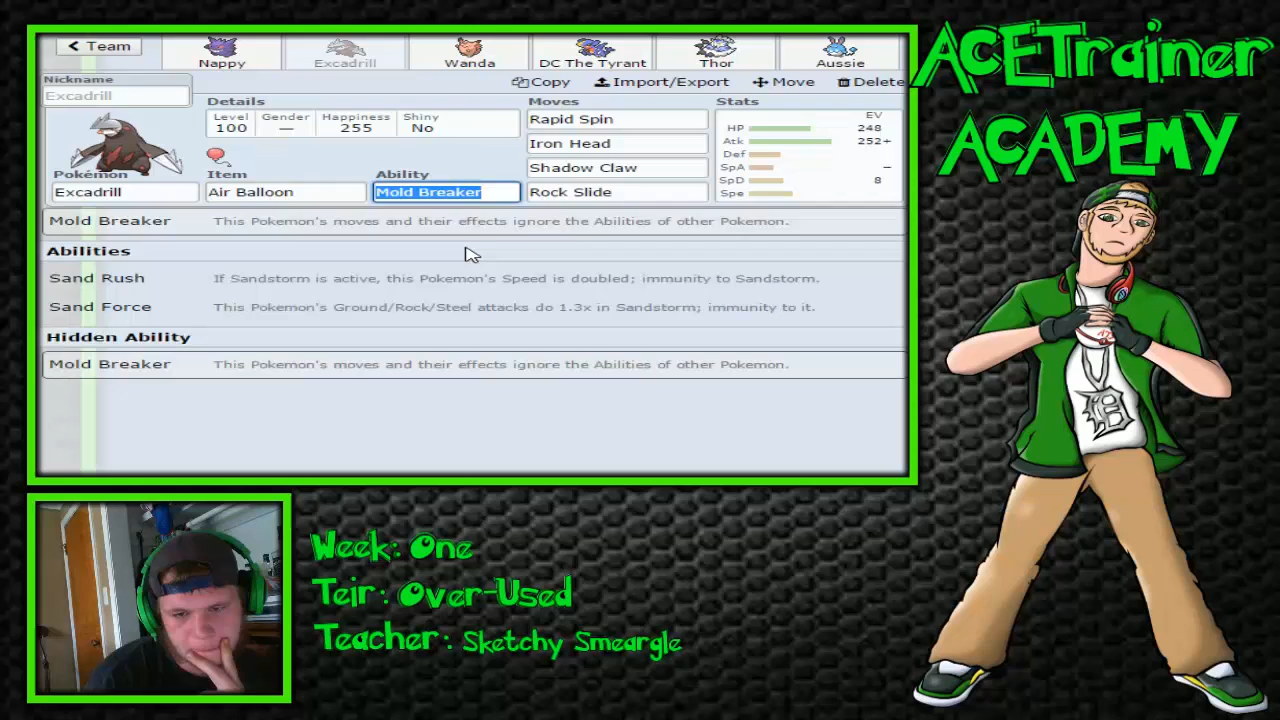 Team
Nappy
Excadrill
Wanda
DC The Tyrant
Thor
Aussie
Copy Import/Export Move Delete
Nickname
Excadrill
Details
Level
100
Gender
—
Happiness
255
Shiny
No
Pokémon
Excadrill
Item
Air Balloon
Ability
Mold Breaker
Moves
Rapid Spin
Iron Head
Shadow Claw
Rock Slide
Stats
EV
HP 248
Atk 252+
Def
SpA −
SpD 8
Spe
Mold Breaker This Pokemon's moves and their effects ignore the Abilities of other Pokemon.
Abilities
Sand Rush If Sandstorm is active, this Pokemon's Speed is doubled; immunity to Sandstorm.
Sand Force This Pokemon's Ground/Rock/Steel attacks do 1.3x in Sandstorm; immunity to it.
Hidden Ability
Mold Breaker This Pokemon's moves and their effects ignore the Abilities of other Pokemon.
ACETrainer
ACADEMY
Week: One
Teir: Over-Used
Teacher: Sketchy Smeargle